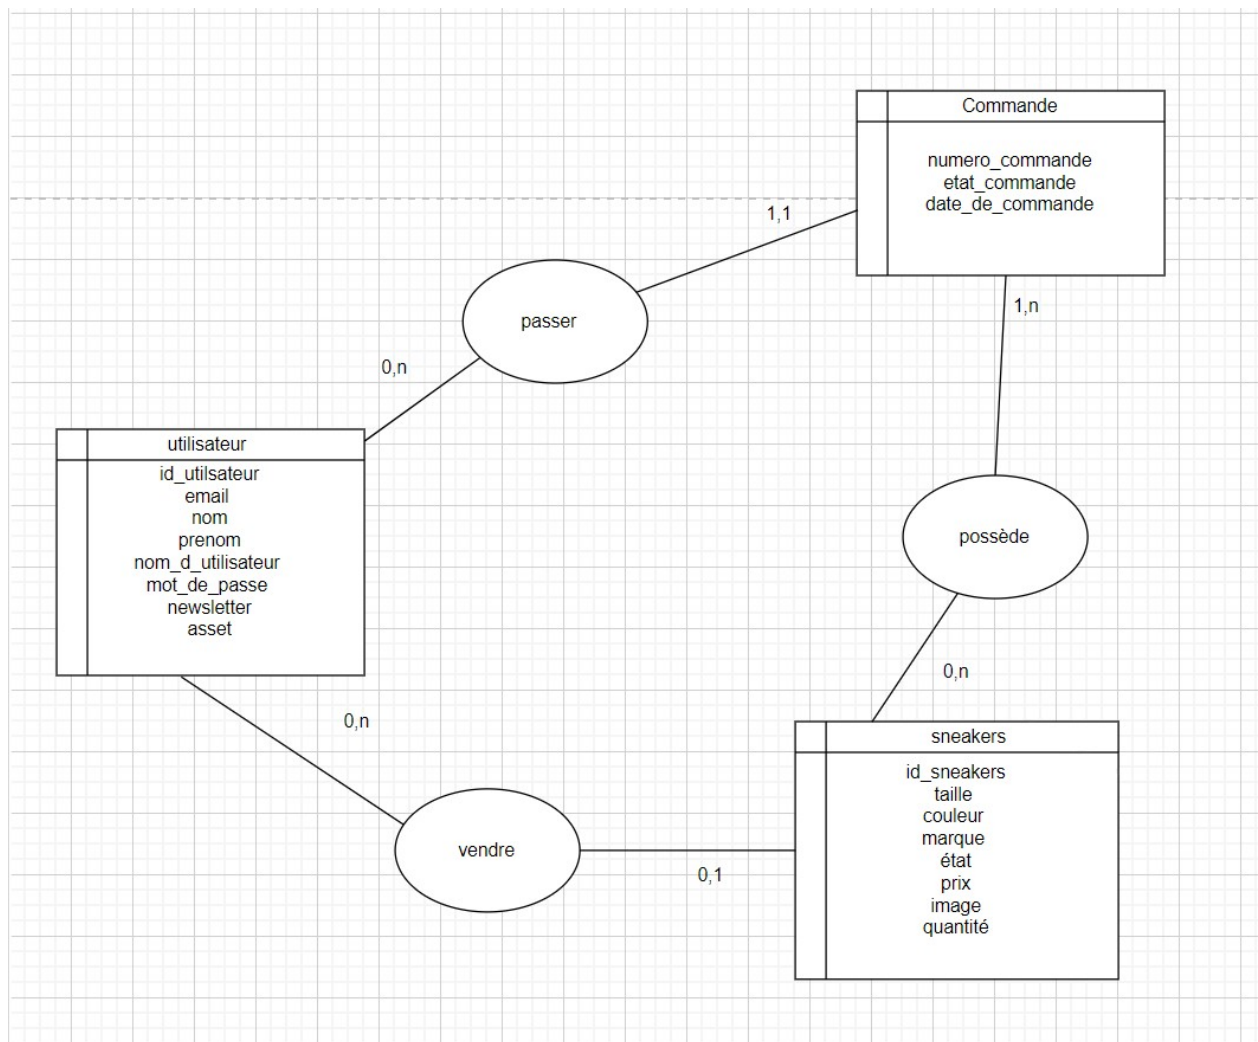 Commande
numero_commande
etat_commande
date_de_commande
1,1
1,n
passer
0,n
utilisateur
id_utilsateur
email
nom
prenom
nom_d_utilisateur
mot_de_passe
newsletter
asset
possède
0,n
0,n
sneakers
id_sneakers
taille
couleur
marque
état
prix
image
quantité
vendre
0,1